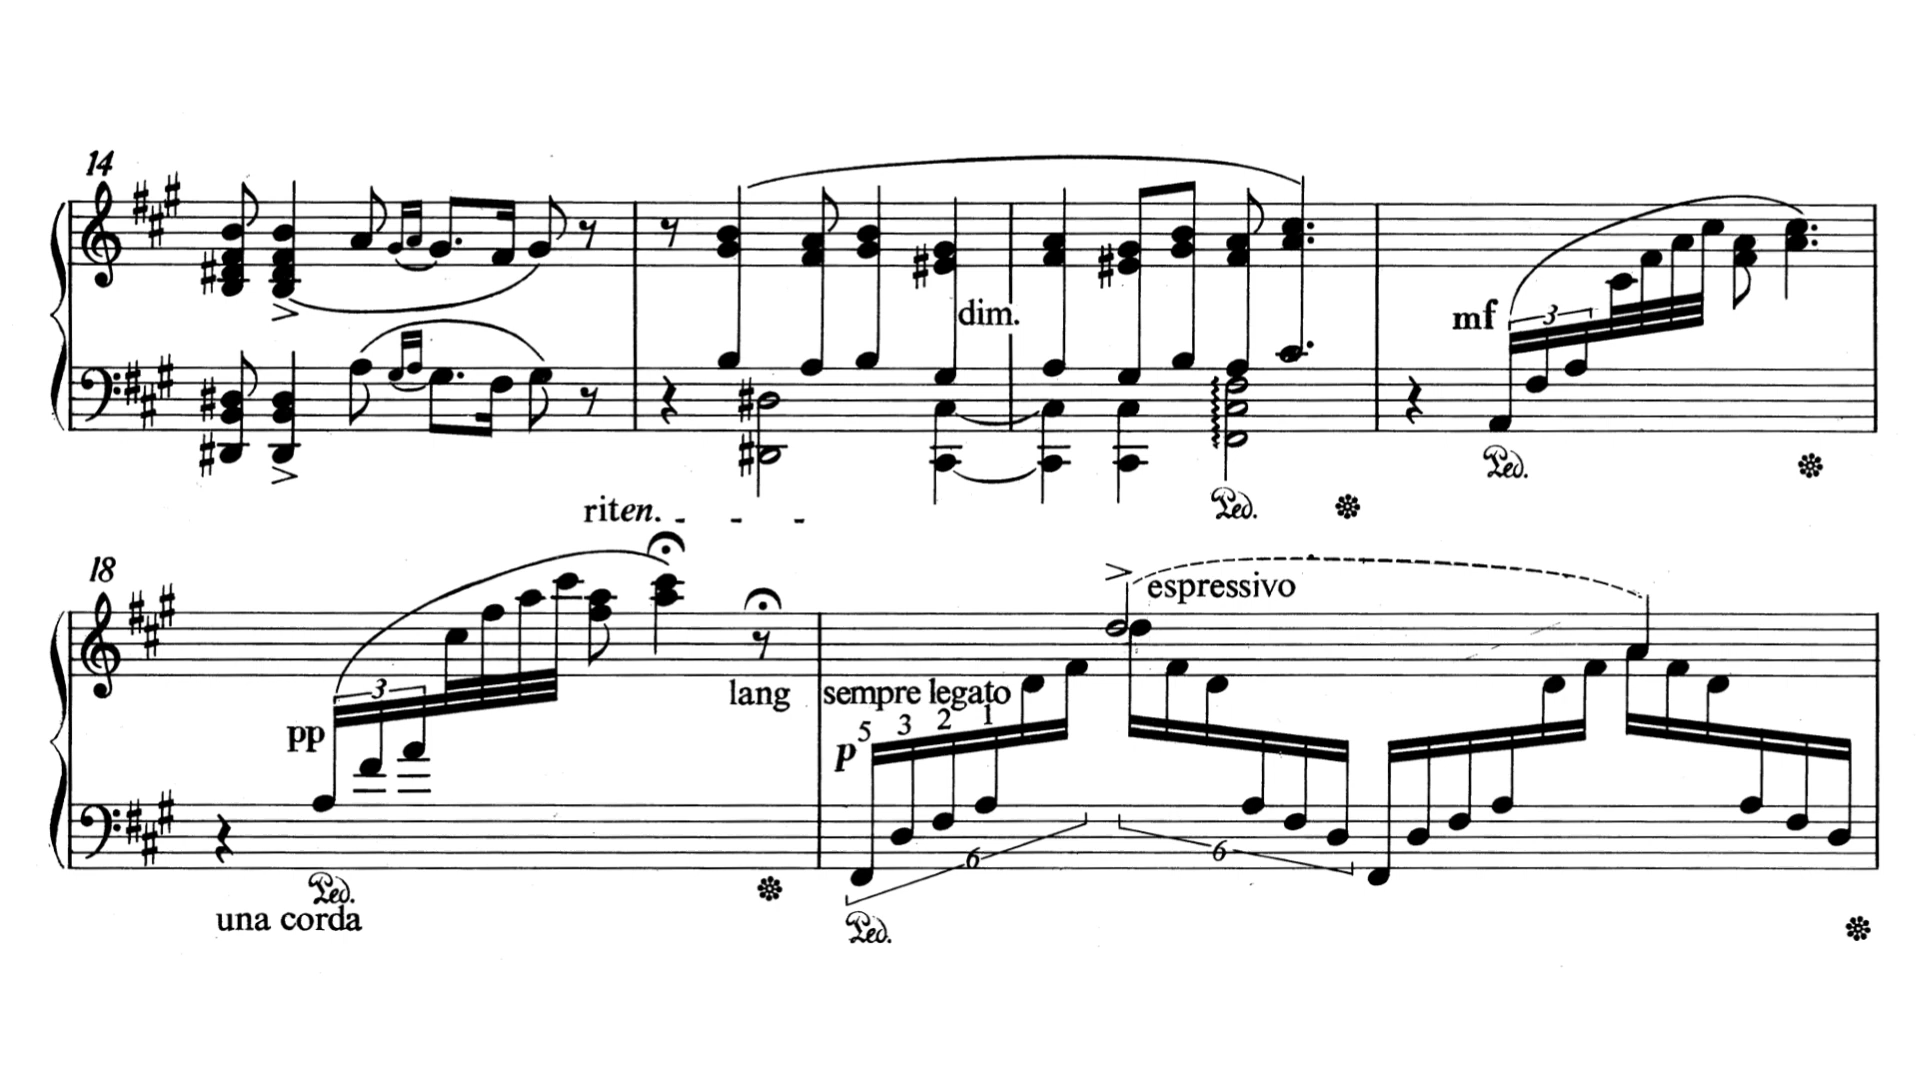 14
dim.
mf 3
Ped. Ped.
riten. - - -
18
espressivo
3 lang sempre legato
pp p 5 3 2 1
6 6
Ped. Ped.
una corda